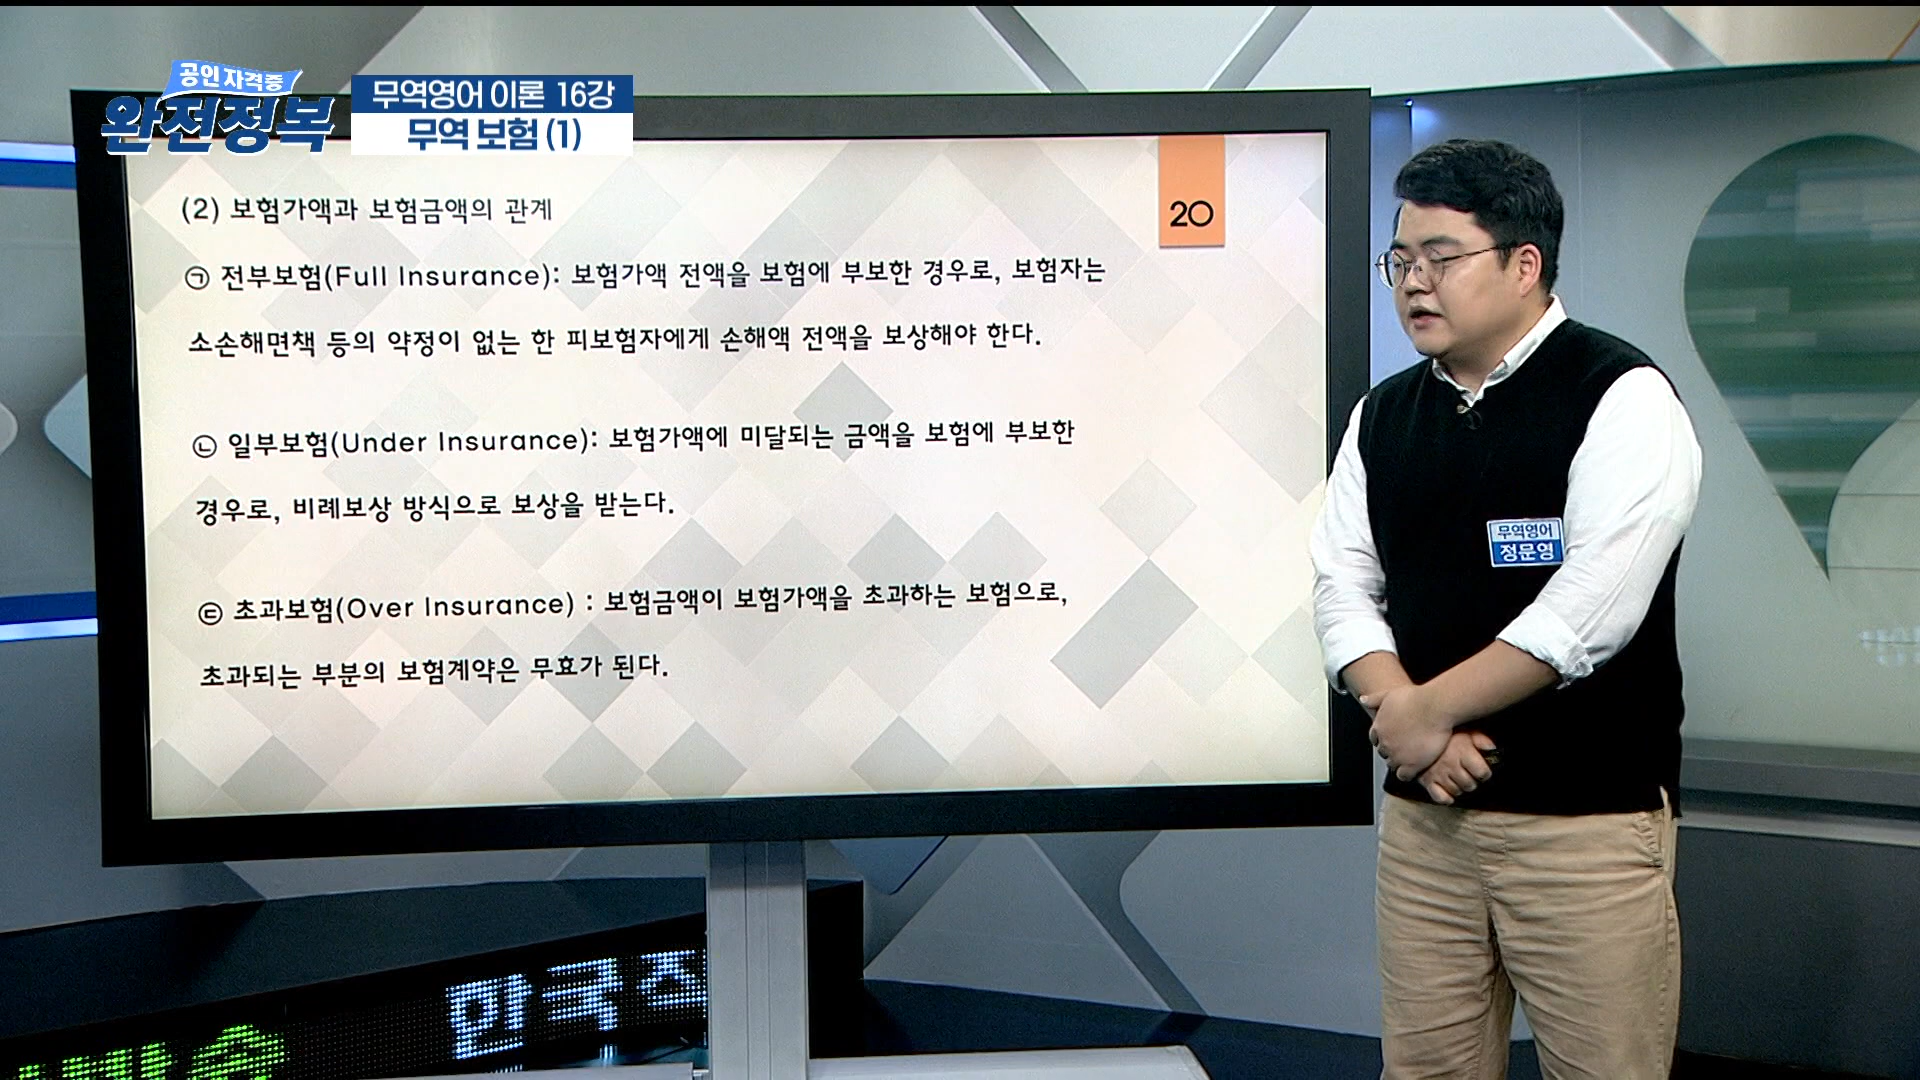 공인 자격증
완전정복
무역영어 이론 16강
무역 보험 (1)
20
(2) 보험가액과 보험금액의 관계
㉠ 전부보험(Full Insurance): 보험가액 전액을 보험에 부보한 경우로, 보험자는
소손해면책 등의 약정이 없는 한 피보험자에게 손해액 전액을 보상해야 한다.
㉡ 일부보험(Under Insurance): 보험가액에 미달되는 금액을 보험에 부보한
경우로, 비례보상 방식으로 보상을 받는다.
㉢ 초과보험(Over Insurance) : 보험금액이 보험가액을 초과하는 보험으로,
초과되는 부분의 보험계약은 무효가 된다.
무역영어
정문영
한국직
방송